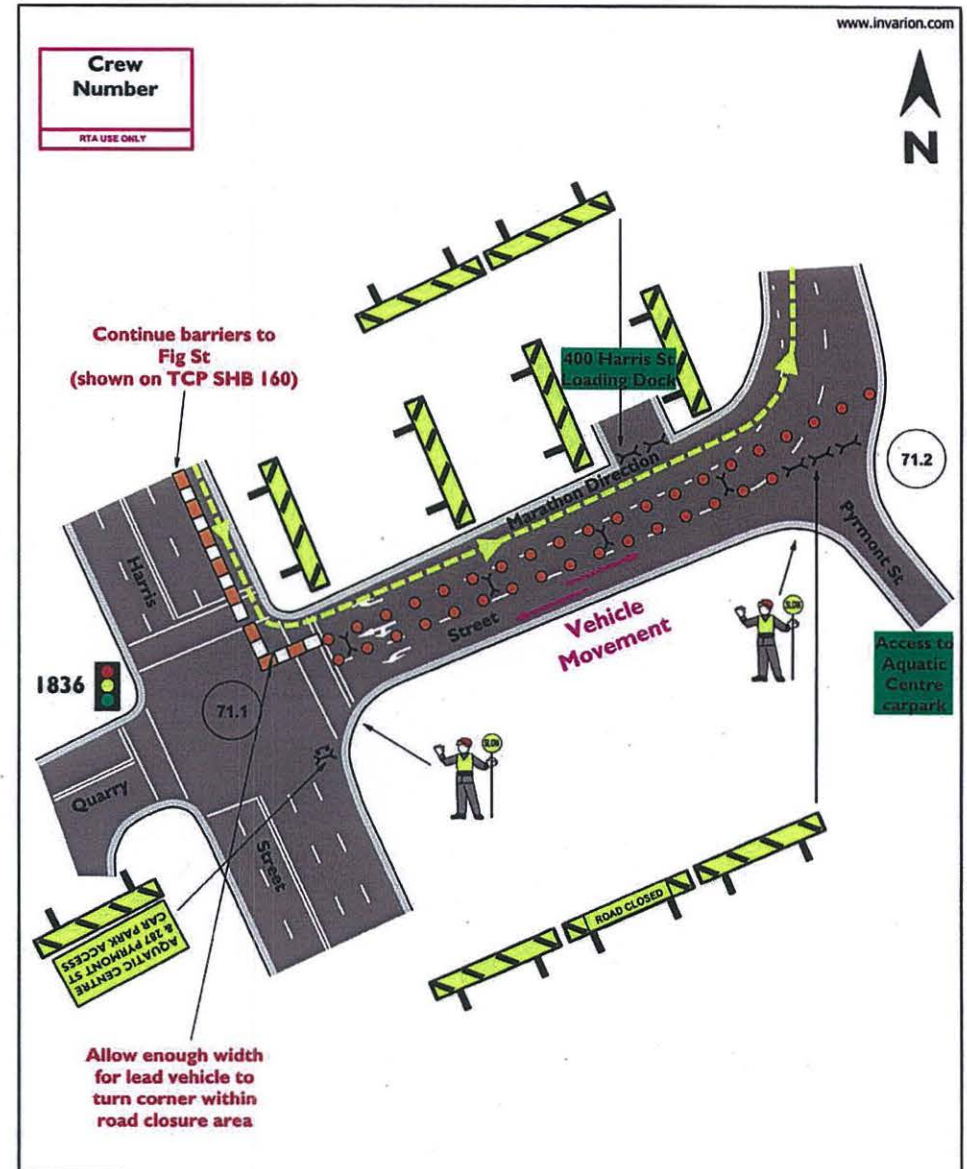 www.invarion.com
Crew
Number
RTA USE ONLY
N
Continue barriers to
Fig St
(shown on TCP SHB 160)
400 Harris St
Loading Dock
Marathon Direction
71.2
Harris
Pyrmont St
Street
Vehicle
Movement
SLOW
1836
71.1
Access to
Aquatic
Centre
carpark
SLOW
Quarry
Street
ROAD CLOSED
AQUATIC CENTRE
& 287 PYRMONT ST
CAR PARK ACCESS
Allow enough width
for lead vehicle to
turn corner within
road closure area